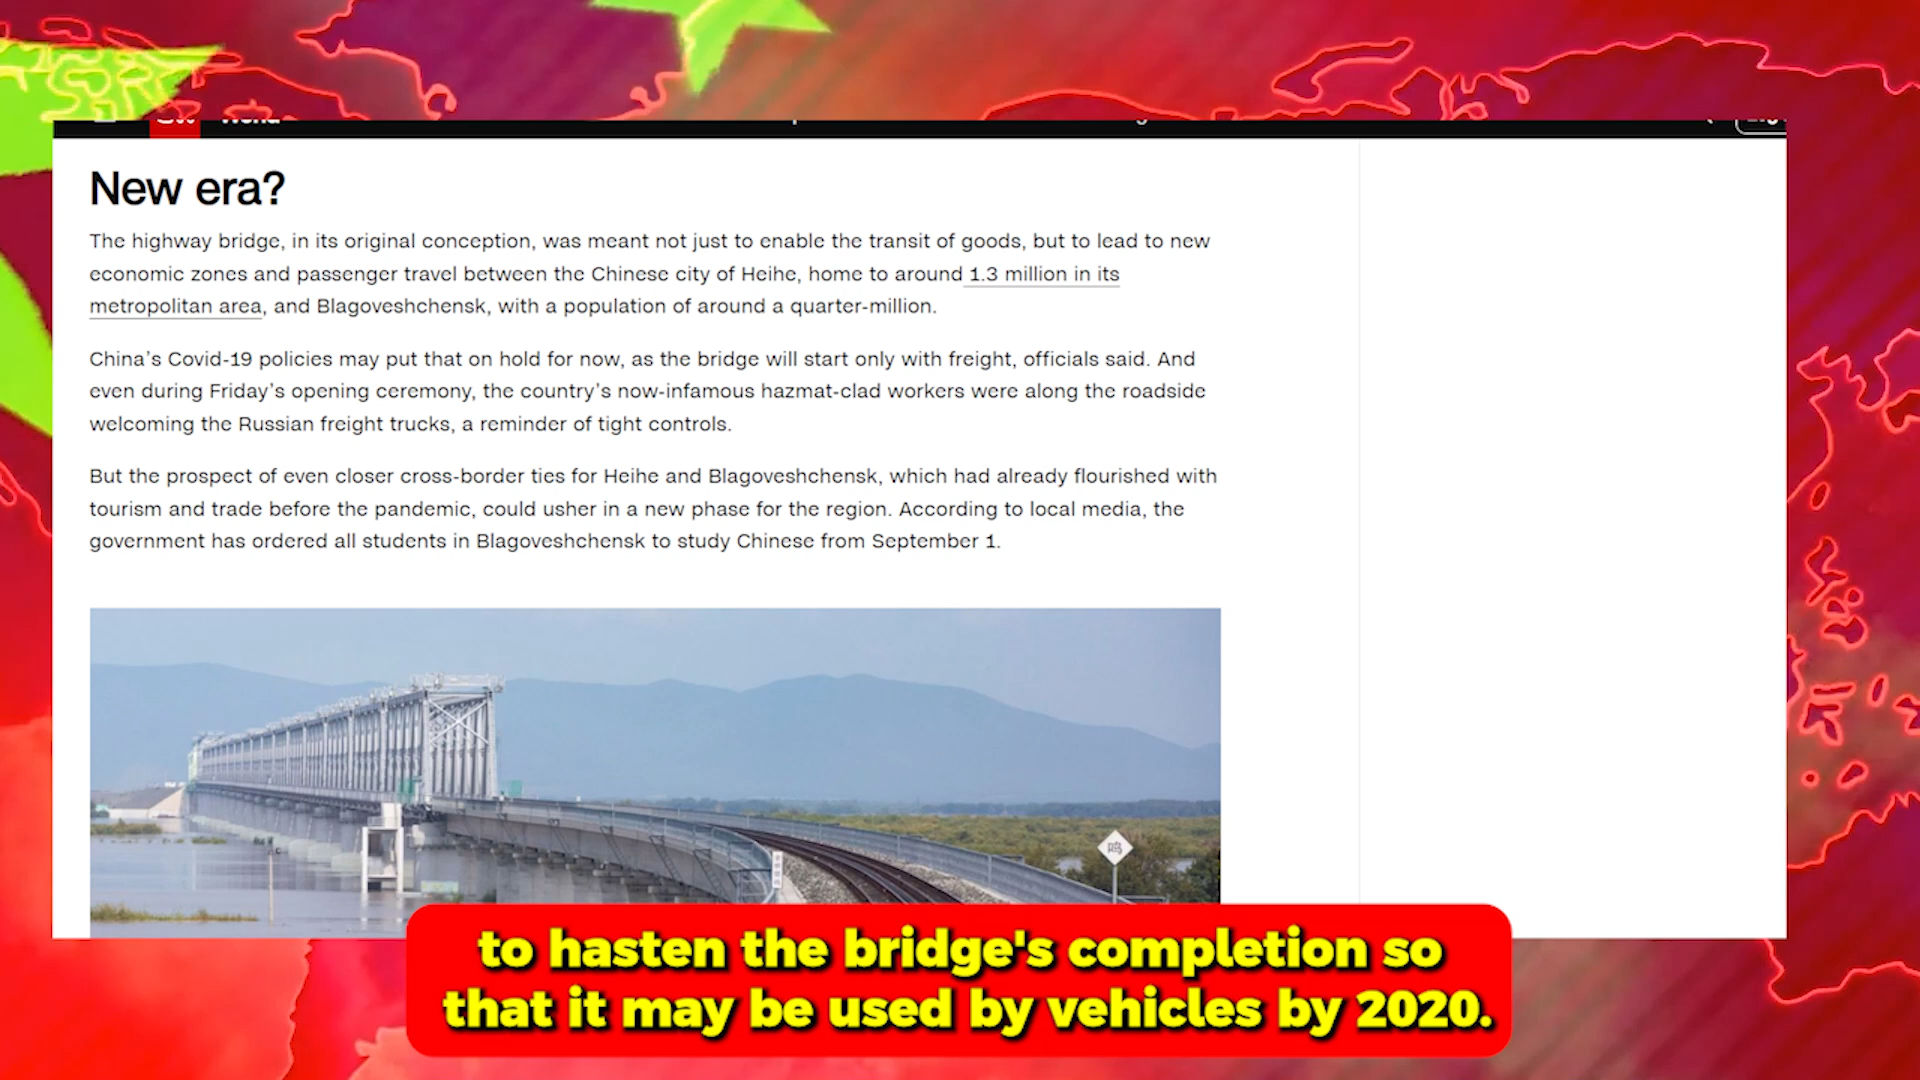 New era?
The highway bridge, in its original conception, was meant not just to enable the transit of goods, but to lead to new
economic zones and passenger travel between the Chinese city of Heihe, home to around 1.3 million in its
metropolitan area, and Blagoveshchensk, with a population of around a quarter-million.
China's Covid-19 policies may put that on hold for now, as the bridge will start only with freight, officials said. And
even during Friday's opening ceremony, the country's now-infamous hazmat-clad workers were along the roadside
welcoming the Russian freight trucks, a reminder of tight controls.
But the prospect of even closer cross-border ties for Heihe and Blagoveshchensk, which had already flourished with
tourism and trade before the pandemic, could usher in a new phase for the region. According to local media, the
government has ordered all students in Blagoveshchensk to study Chinese from September 1.
鸣
to hasten the bridge's completion so
that it may be used by vehicles by 2020.